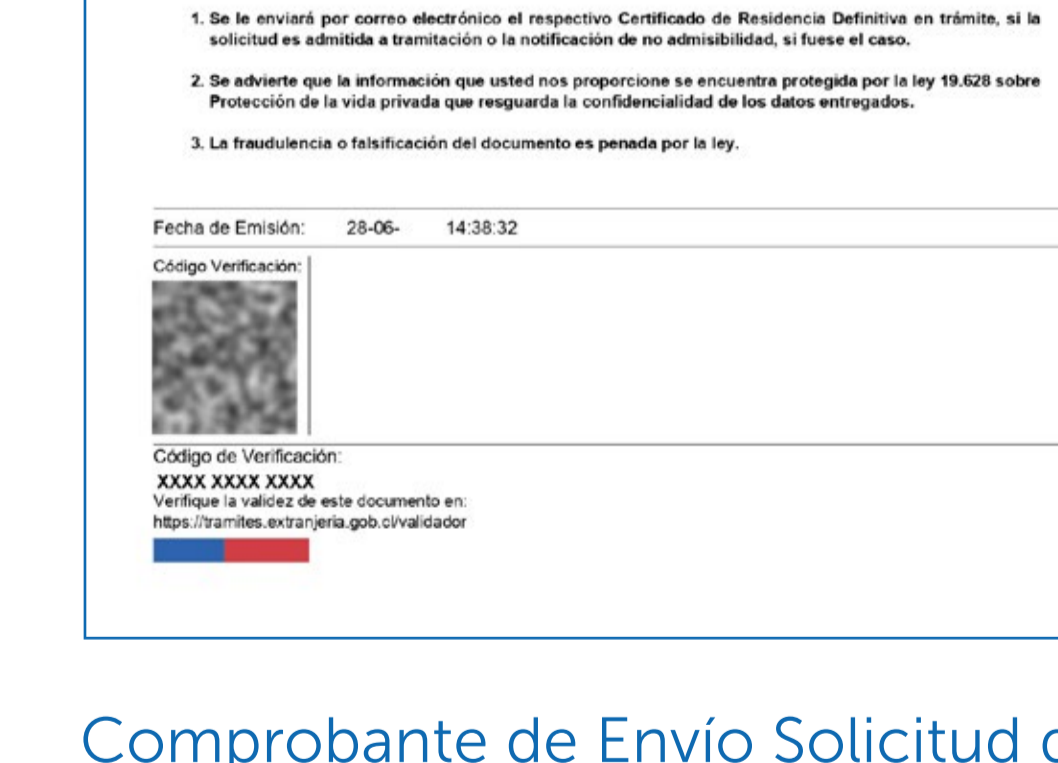 1. Se le enviará por correo electrónico el respectivo Certificado de Residencia Definitiva en trámite, si la
solicitud es admitida a tramitación o la notificación de no admisibilidad, si fuese el caso.
2. Se advierte que la información que usted nos proporcione se encuentra protegida por la ley 19.628 sobre
Protección de la vida privada que resguarda la confidencialidad de los datos entregados.
3. La fraudulencia o falsificación del documento es penada por la ley.
Fecha de Emisión: 28-06- 14:38:32
Código Verificación:
Código de Verificación:
XXXX XXXX XXXX
Verifique la validez de este documento en:
https://tramites.extranjeria.gob.cl/validador
Comprobante de Envío Solicitud